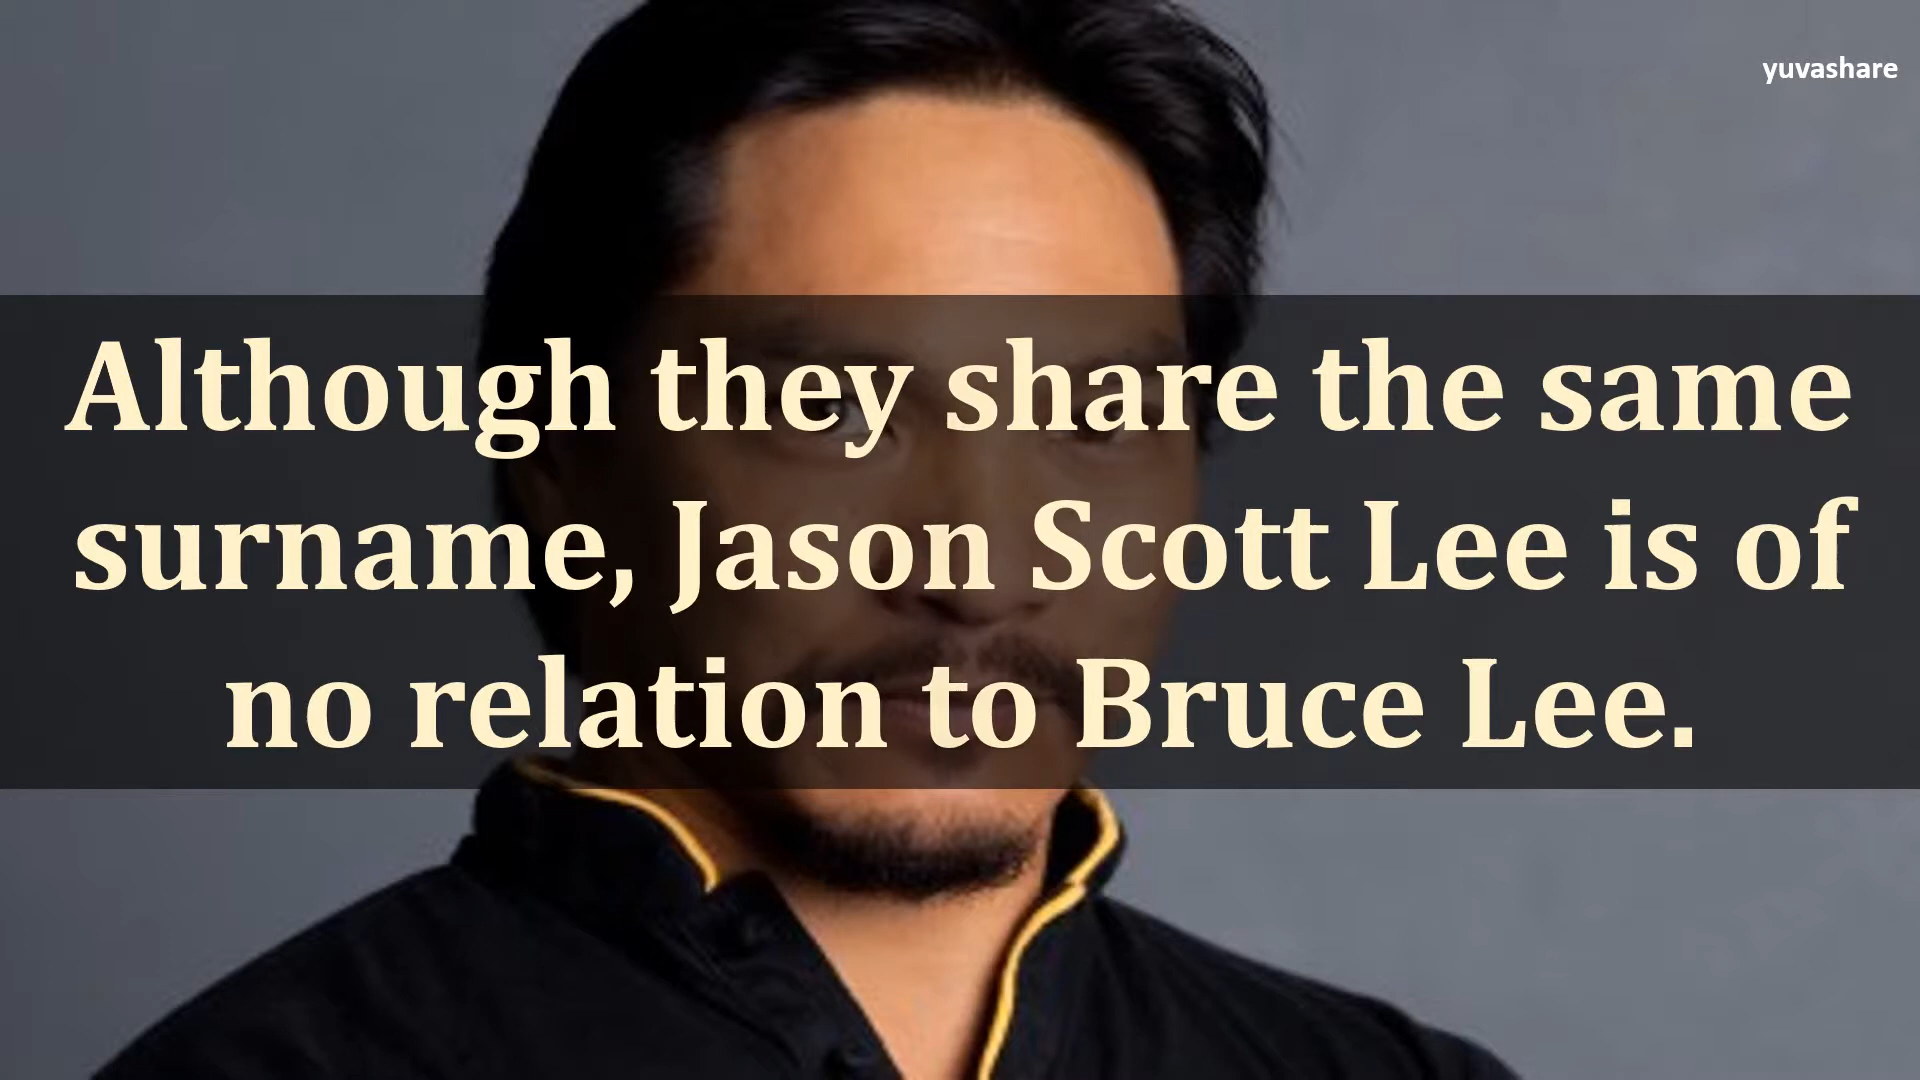 yuvashare
Although they share the same
surname, Jason Scott Lee is of
no relation to Bruce Lee.